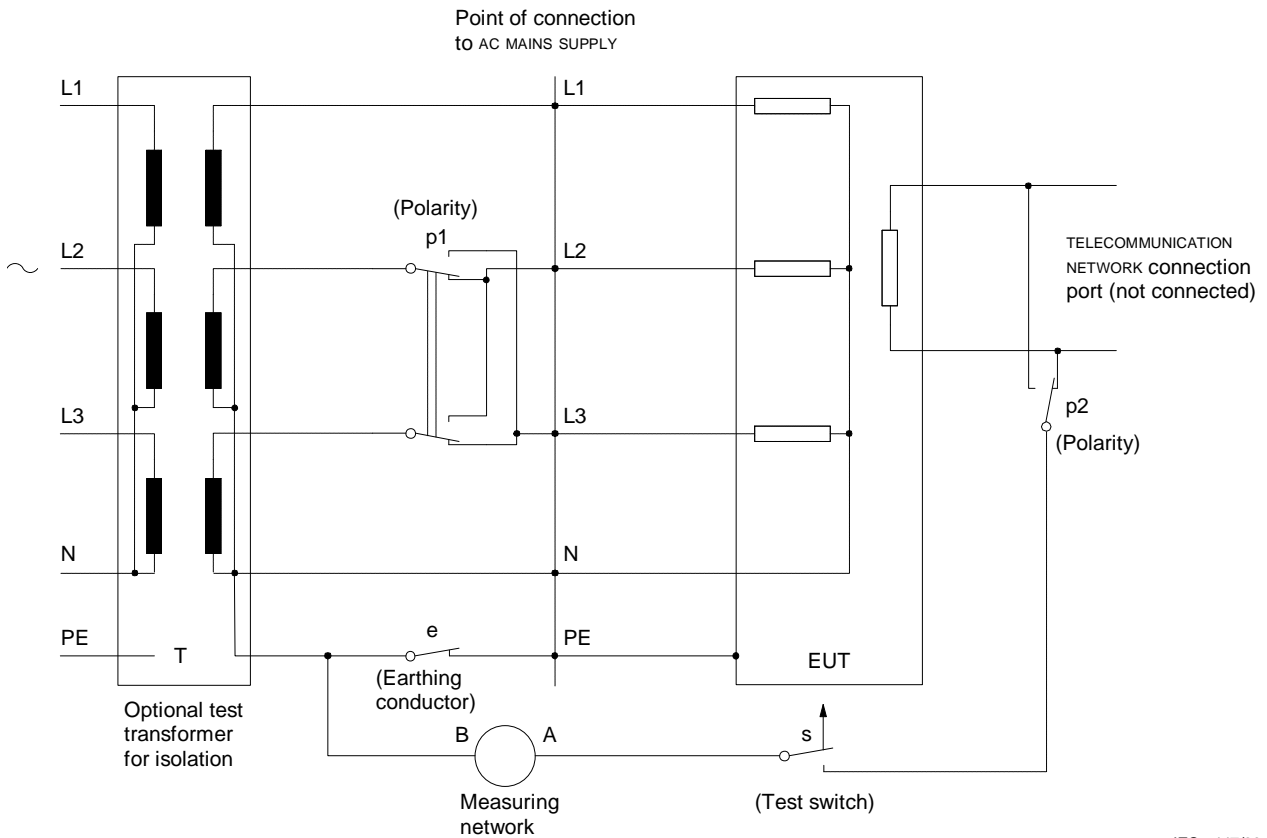 Point of connection
to AC MAINS SUPPLY
L1
L1
(Polarity)
p1
L2
L2
TELECOMMUNICATION
NETWORK connection
port (not connected)
L3
L3
p2
(Polarity)
N
N
PE
T
e
PE
EUT
(Earthing
conductor)
Optional test
transformer
for isolation
B
A
s
Measuring
network
(Test switch)